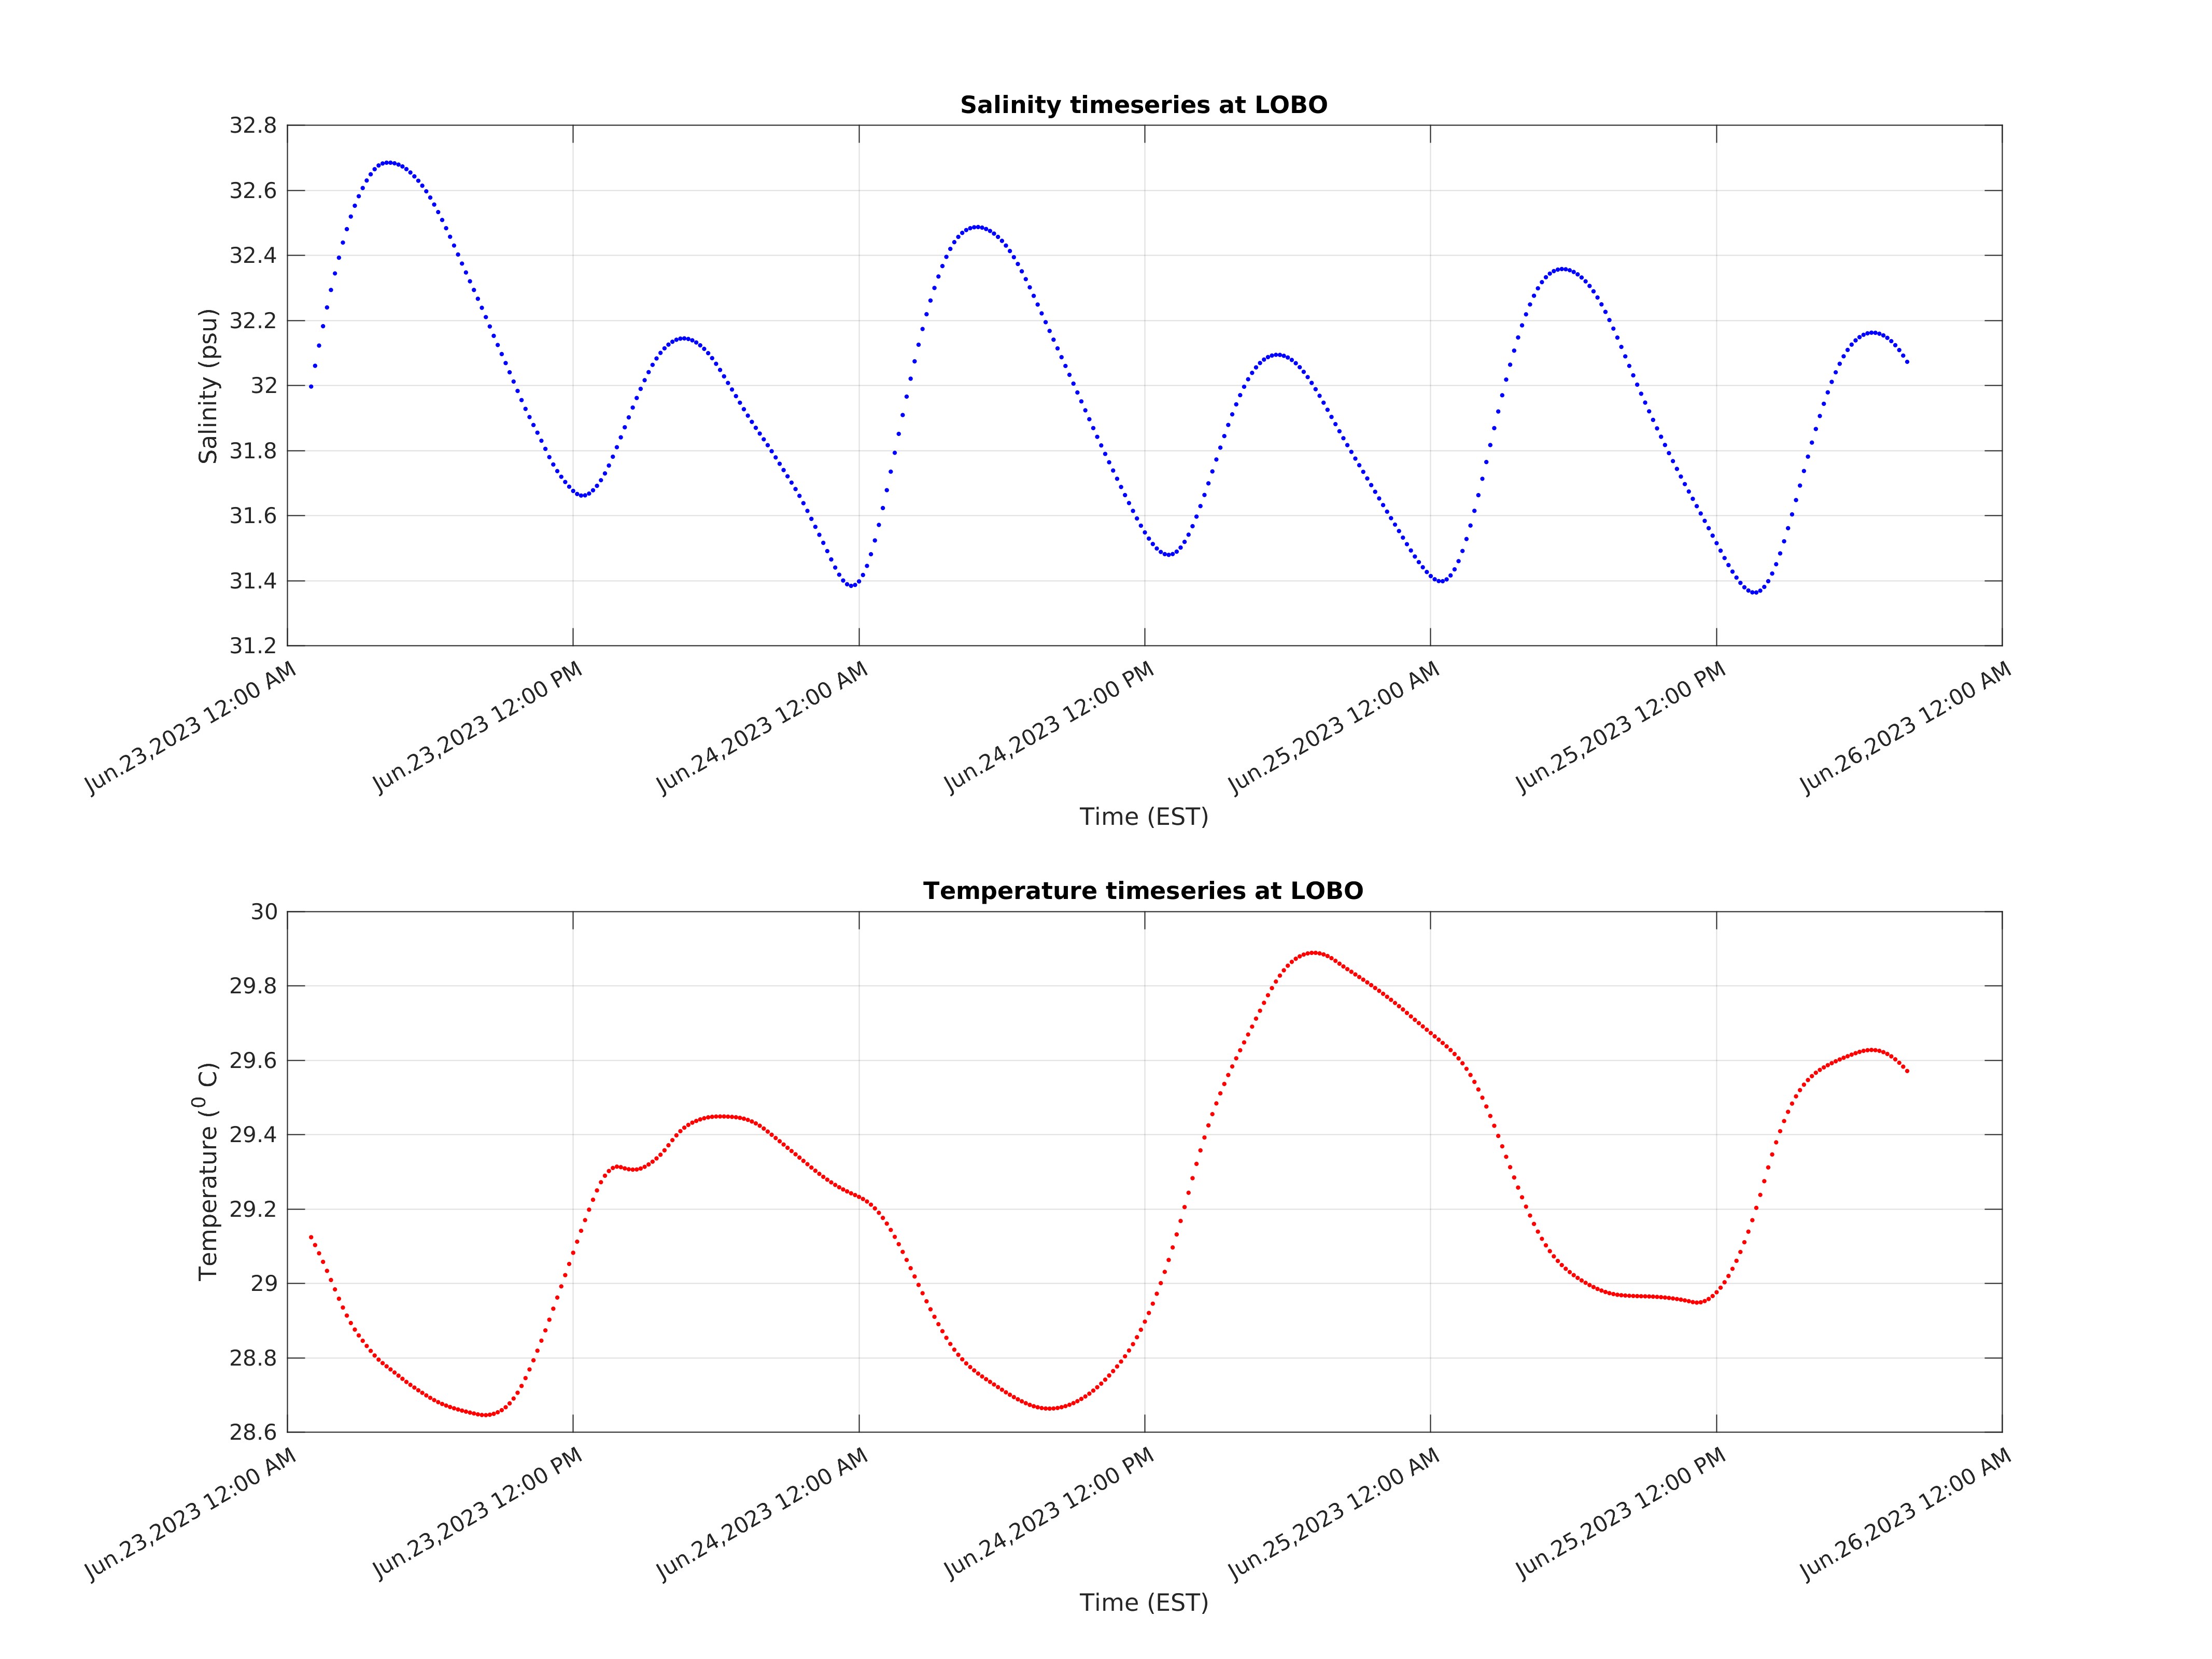 Salinity timeseries at LOBO
32.8
32.6
32.4
32.2
32
31.8
31.6
31.4
31.2
Salinity (psu)
Jun.23,2023 12:00 AM
Jun.23,2023 12:00 PM
Jun.24,2023 12:00 AM
Jun.24,2023 12:00 PM
Jun.25,2023 12:00 AM
Jun.25,2023 12:00 PM
Jun.26,2023 12:00 AM
Time (EST)
Temperature timeseries at LOBO
30
29.8
29.6
29.4
29.2
29
28.8
28.6
Temperature (⁰ C)
Jun.23,2023 12:00 AM
Jun.23,2023 12:00 PM
Jun.24,2023 12:00 AM
Jun.24,2023 12:00 PM
Jun.25,2023 12:00 AM
Jun.25,2023 12:00 PM
Jun.26,2023 12:00 AM
Time (EST)